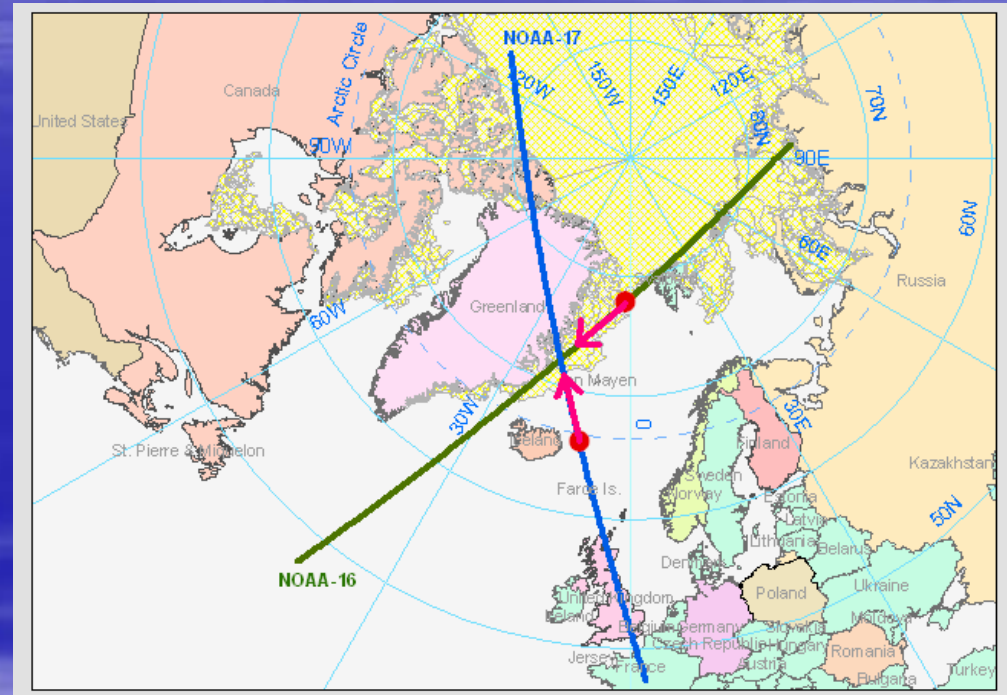 NOAA-17
Arctic Circle
Canada
20W
150W
150E
120E
70N
United States
80N
90W
90E
60N
60E
Russia
Greenland
60W
an Mayen
30W
0
30E
St. Pierre & Miquelon
Iceland
Finland
Sweden
Kazakhstan
Faroe Is.
Norway
Estonia
50N
Latvia
Lithuania
Belarus
Denmark
NOAA-16
Ukraine
Poland
United Kingdom
Ireland
Moldova
Belgium
Germany
Slovakia
Czech Republic
Hungary
Romania
Jersey
France
Austria
Turkey
Bulgaria